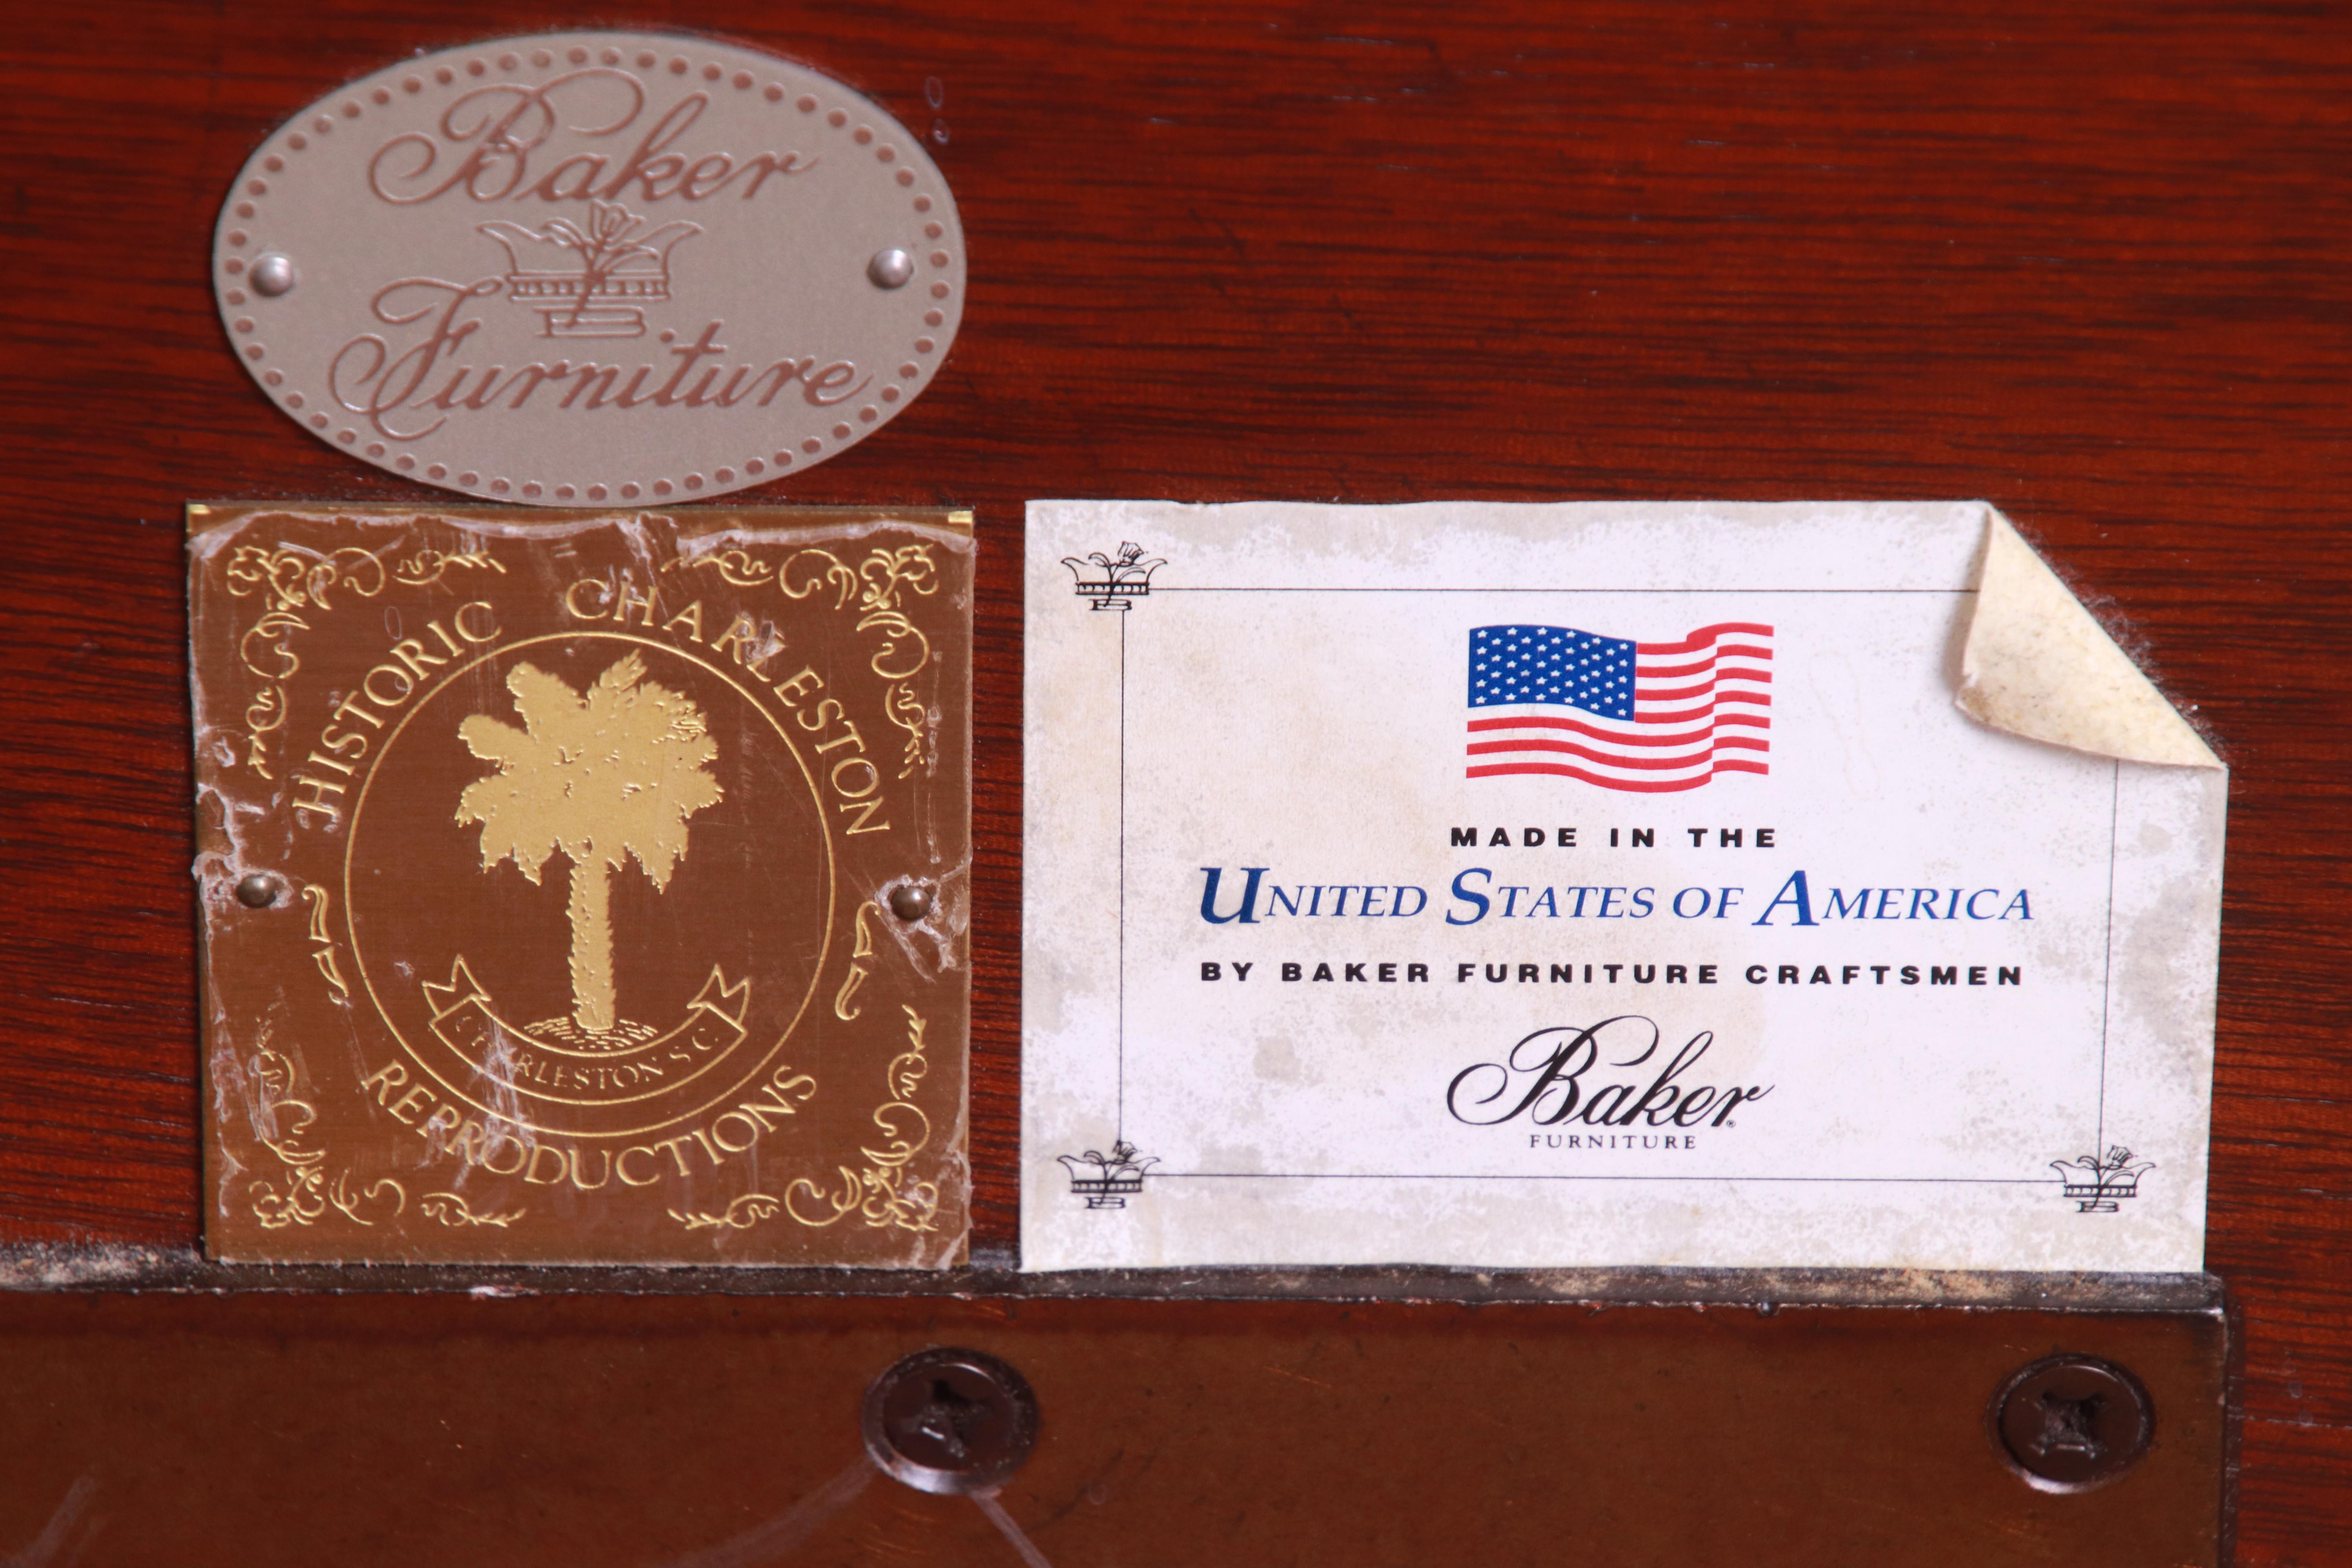 Baker
Furniture
HISTORIC CHARLESTON
CHARLESTON S.C.
REPRODUCTIONS
MADE IN THE
UNITED STATES OF AMERICA
BY BAKER FURNITURE CRAFTSMEN
Baker®
FURNITURE